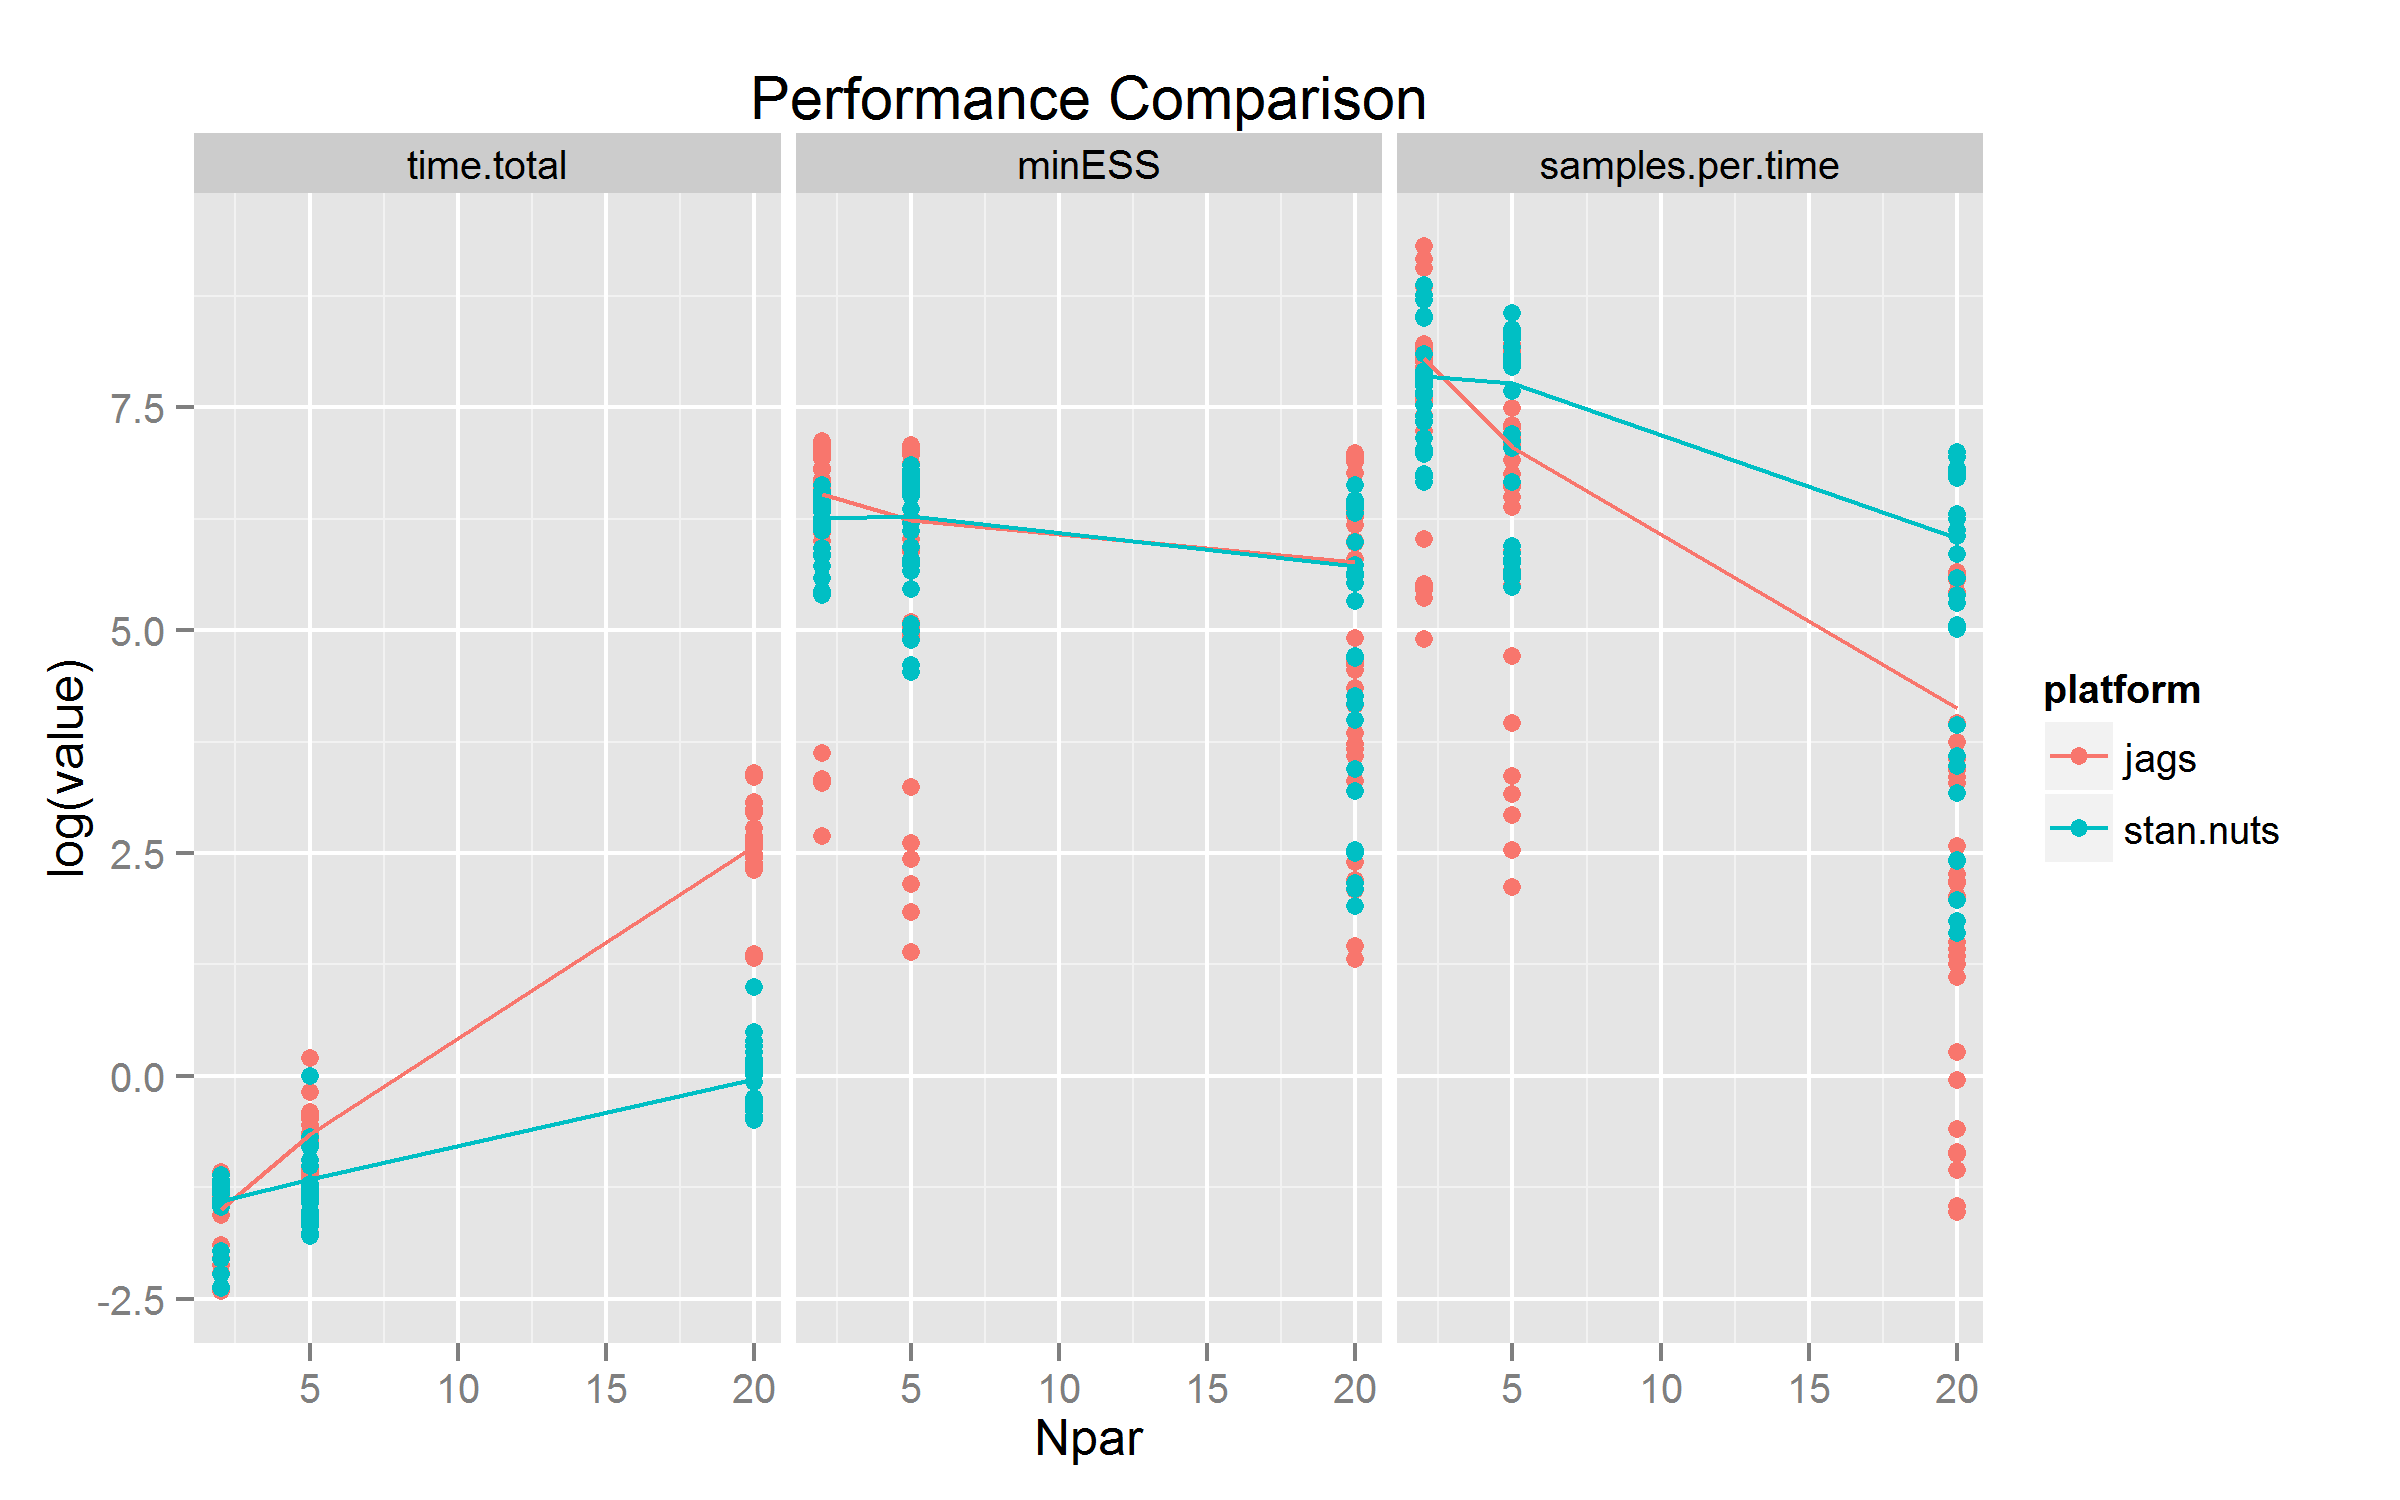 Performance Comparison
time.total
minESS
samples.per.time
log(value)
7.5
5.0
2.5
0.0
-2.5
5 10 15 20
5 10 15 20
5 10 15 20
Npar
platform
jags
stan.nuts